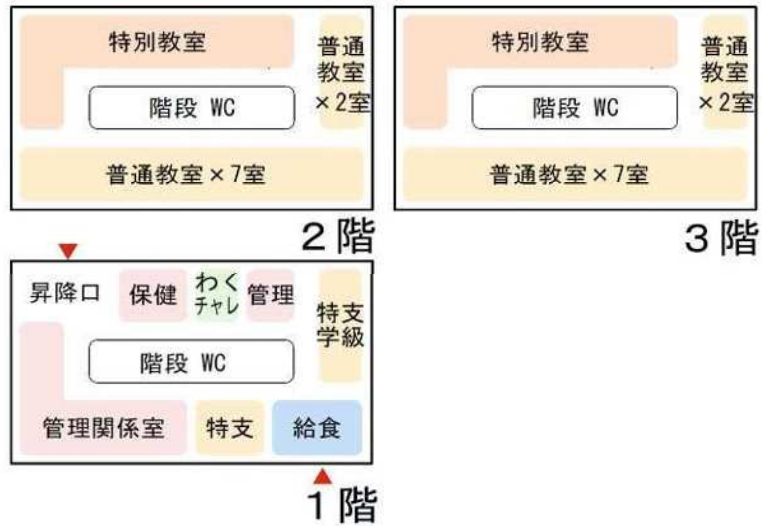 特別教室
普通
教室
×2室
階段 WC
普通教室×7室
2階
特別教室
普通
教室
×2室
階段 WC
普通教室×7室
3階
昇降口
保健
わく
チャレ
管理
特支
学級
階段 WC
管理関係室
特支
給食
1階